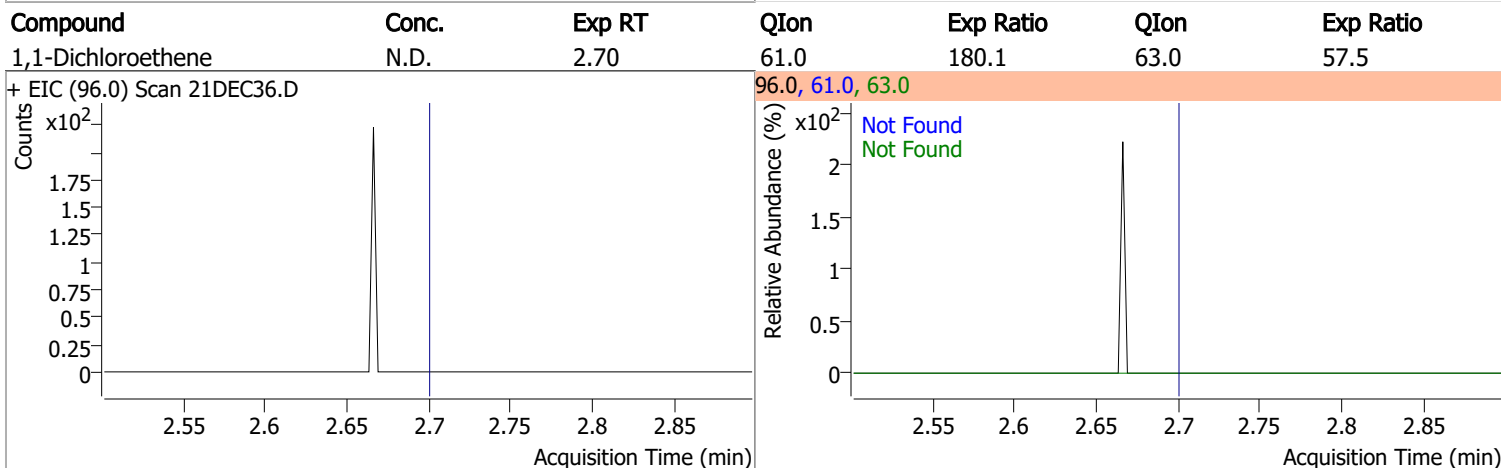 Compound Conc. Exp RT QIon Exp Ratio QIon Exp Ratio
1,1-Dichloroethene N.D. 2.70 61.0 180.1 63.0 57.5
+ EIC (96.0) Scan 21DEC36.D
Counts
x10²
1.75
1.5
1.25
1
0.75
0.5
0.25
0
2.55 2.6 2.65 2.7 2.75 2.8 2.85
Acquisition Time (min)
96.0, 61.0, 63.0
Relative Abundance (%)
x10²
Not Found
Not Found
2
1.5
1
0.5
0
2.55 2.6 2.65 2.7 2.75 2.8 2.85
Acquisition Time (min)